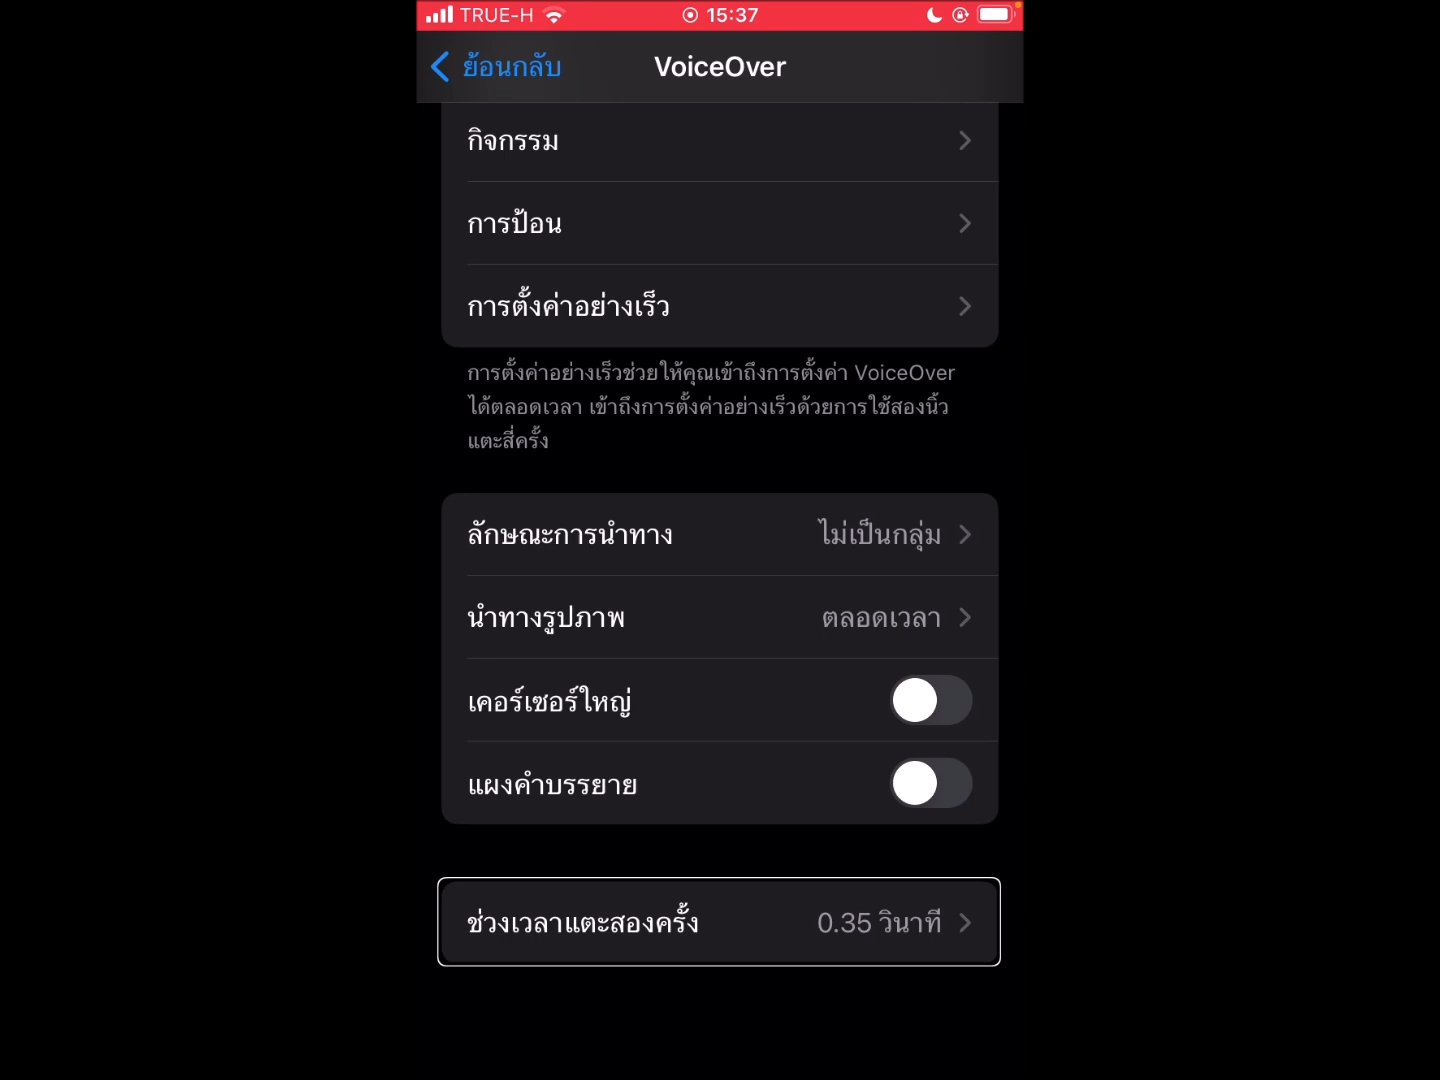 TRUE-H 15:37
ย้อนกลับ VoiceOver
กิจกรรม
การป้อน
การตั้งค่าอย่างเร็ว
การตั้งค่าอย่างเร็วช่วยให้คุณเข้าถึงการตั้งค่า VoiceOver
ได้ตลอดเวลา เข้าถึงการตั้งค่าอย่างเร็วด้วยการใช้สองนิ้ว
แตะสี่ครั้ง
ลักษณะการนำทาง ไม่เป็นกลุ่ม
นำทางรูปภาพ ตลอดเวลา
เคอร์เซอร์ใหญ่
แผงคำบรรยาย
ช่วงเวลาแตะสองครั้ง 0.35 วินาที